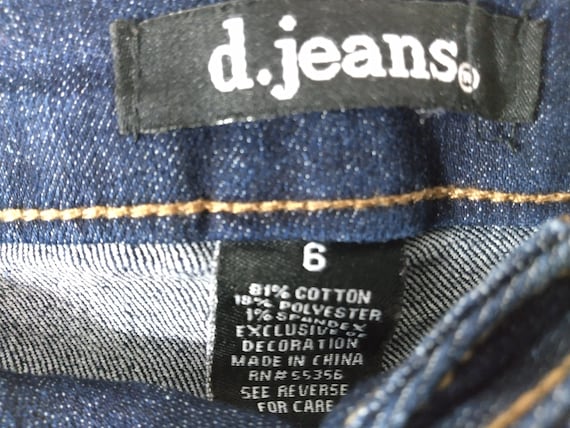 d.jeans®
6
81% COTTON
18% POLYESTER
1% SPANDEX
EXCLUSIVE OF
DECORATION
MADE IN CHINA
RN# 55356
SEE REVERSE
FOR CARE